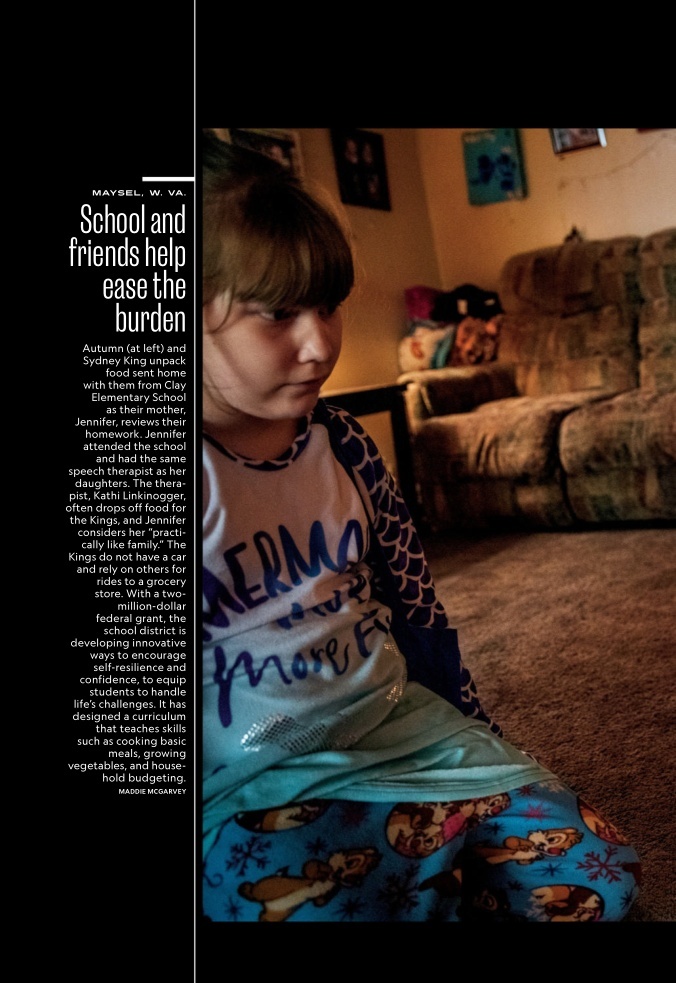 MAYSEL, W. VA.
School and
friends help
ease the
burden
Autumn (at left) and
Sydney King unpack
food sent home
with them from Clay
Elementary School
as their mother,
Jennifer, reviews their
homework. Jennifer
attended the school
and had the same
speech therapist as her
daughters. The thera-
pist, Kathi Linkinogger,
often drops off food for
the Kings, and Jennifer
considers her “practi-
cally like family.” The
Kings do not have a car
and rely on others for
rides to a grocery
store. With a two-
million-dollar
federal grant, the
school district is
developing innovative
ways to encourage
self-resilience and
confidence, to equip
students to handle
life’s challenges. It has
designed a curriculum
that teaches skills
such as cooking basic
meals, growing
vegetables, and house-
hold budgeting.
MADDIE MCGARVEY
more